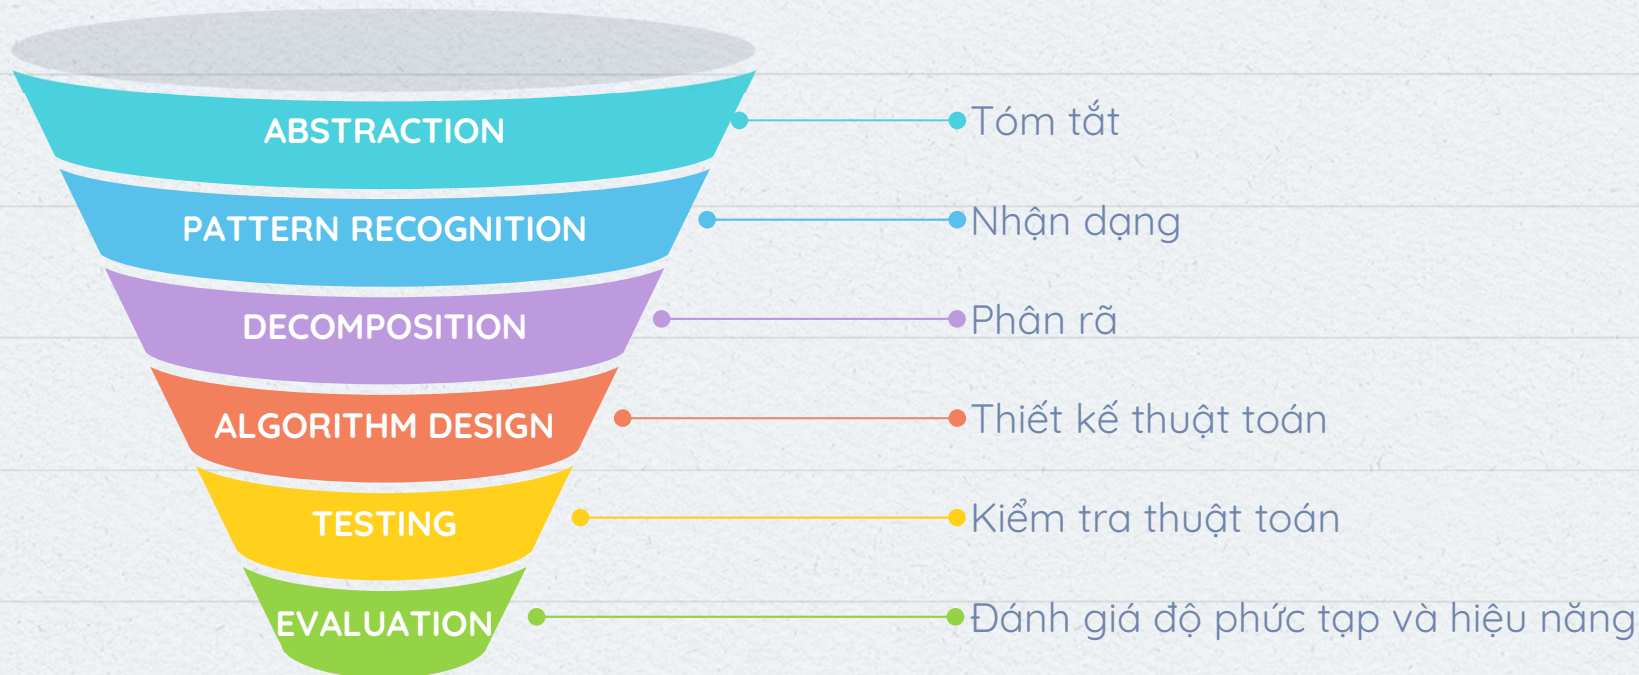 ABSTRACTION
Tóm tắt
PATTERN RECOGNITION
Nhận dạng
DECOMPOSITION
Phân rã
ALGORITHM DESIGN
Thiết kế thuật toán
TESTING
Kiểm tra thuật toán
EVALUATION
Đánh giá độ phức tạp và hiệu năng